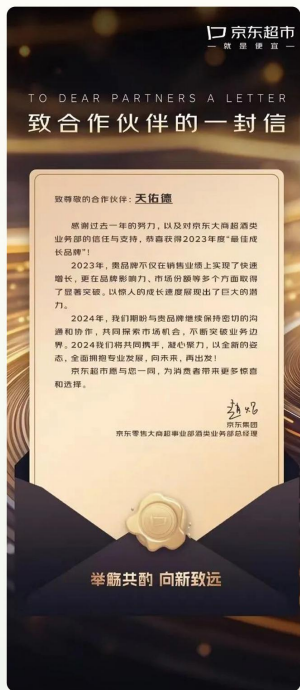 京东超市
就是便宜
TO DEAR PARTNERS A LETTER
致合作伙伴的一封信
致尊敬的合作伙伴：天佑德
感谢过去一年的努力，以及对京东大商超酒类
业务部的信任与支持，恭喜获得2023年度“最佳成
长品牌”！
2023年，贵品牌不仅在销售业绩上实现了快速
增长，更在品牌影响力、市场份额等多个方面取得
了显著突破，以惊人的成长速度展现出了巨大的潜
力。
2024年，我们期盼与贵品牌继续保持密切的沟
通和协作，共同探索市场机会，不断突破业务边
界。2024我们将共同携手，凝心聚力，以全新的姿
态，全面拥抱专业发展，向未来，再出发！
京东超市愿与您一同，为消费者带来更多惊喜
和选择。
京东集团
京东零售大商超事业部酒类业务部总经理
举觞共酌 向新致远